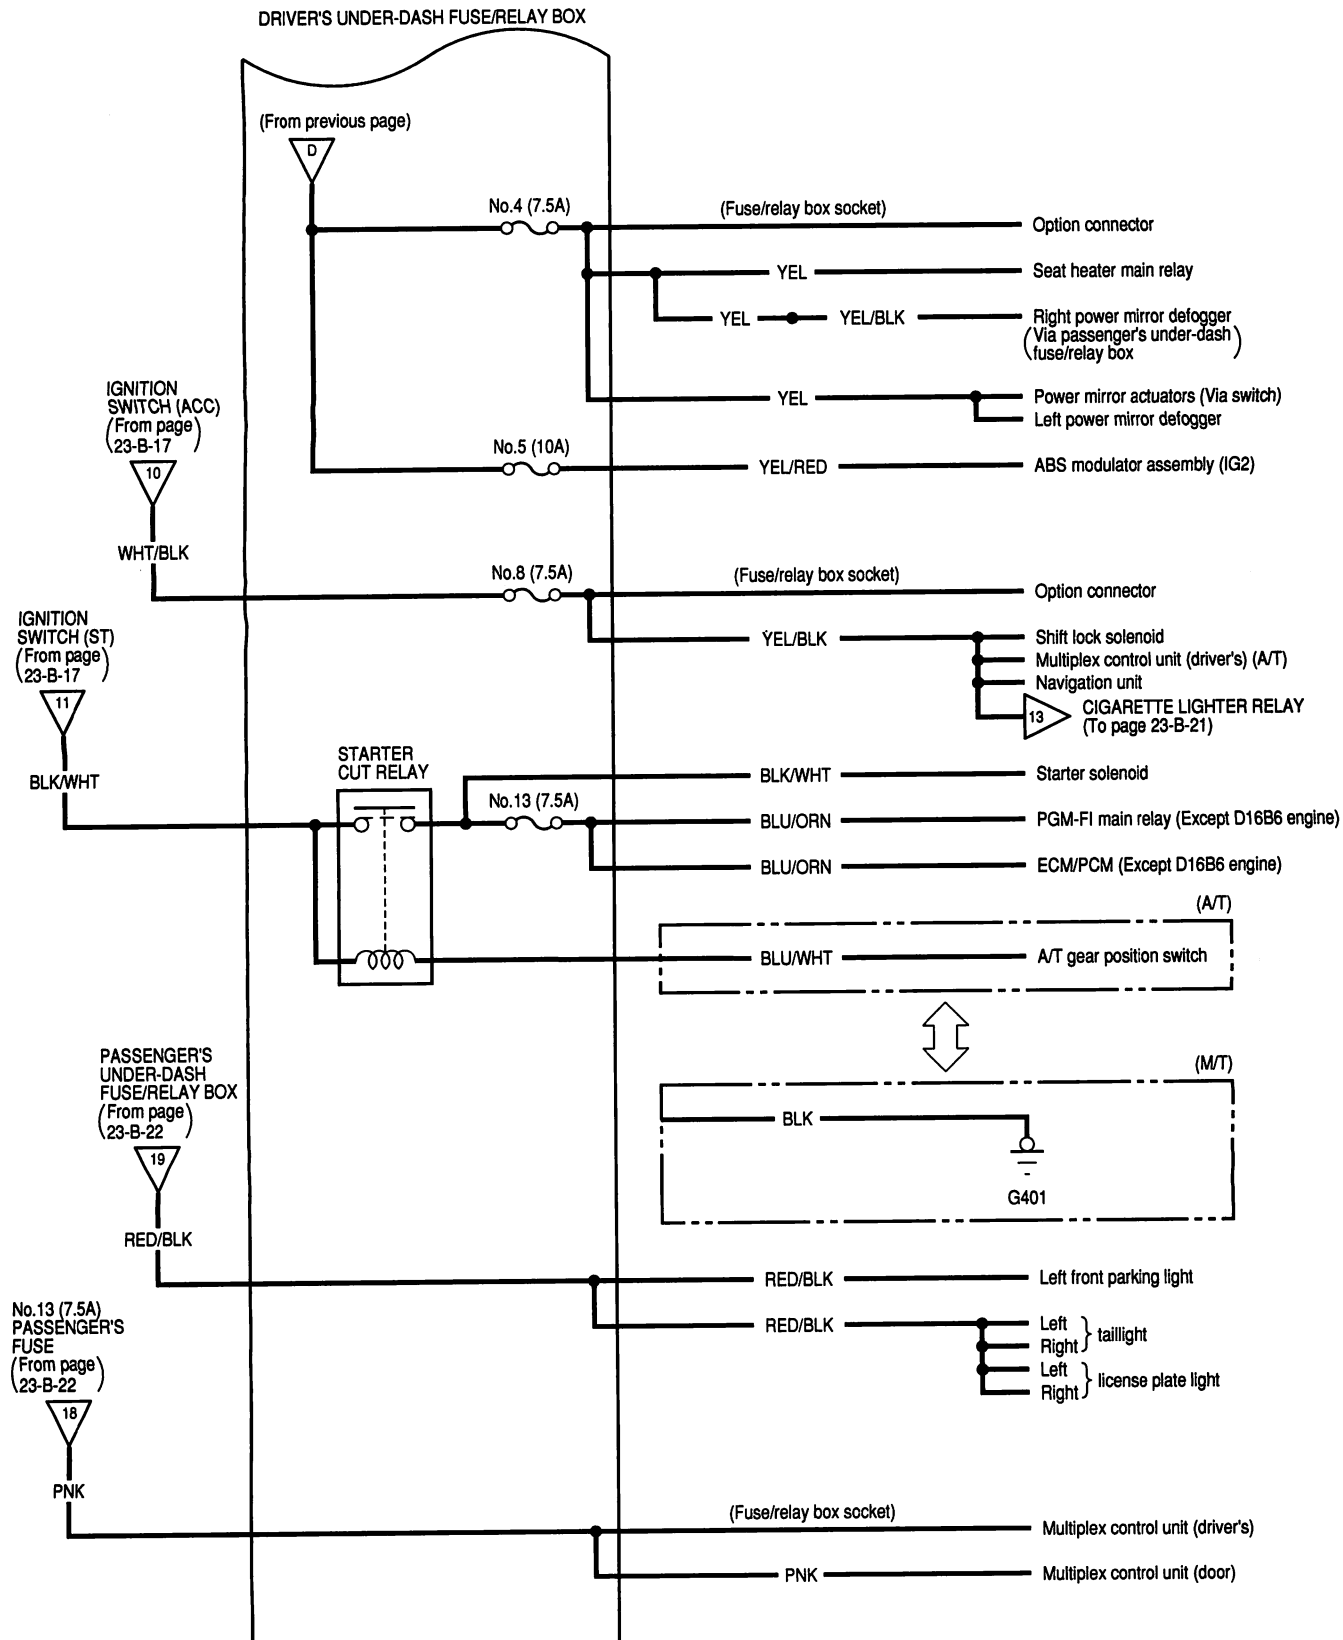 DRIVER'S UNDER-DASH FUSE/RELAY BOX
(From previous page)
D
No.4 (7.5A)
(Fuse/relay box socket)
Option connector
YEL
Seat heater main relay
YEL
YEL/BLK
Right power mirror defogger
(Via passenger's under-dash
fuse/relay box)
YEL
Power mirror actuators (Via switch)
Left power mirror defogger
No.5 (10A)
YEL/RED
ABS modulator assembly (IG2)
IGNITION
SWITCH (ACC)
(From page
23-B-17)
10
WHT/BLK
No.8 (7.5A)
(Fuse/relay box socket)
Option connector
YEL/BLK
Shift lock solenoid
Multiplex control unit (driver's) (A/T)
Navigation unit
13
CIGARETTE LIGHTER RELAY
(To page 23-B-21)
IGNITION
SWITCH (ST)
(From page
23-B-17)
11
BLK/WHT
STARTER
CUT RELAY
BLK/WHT
Starter solenoid
No.13 (7.5A)
BLU/ORN
PGM-FI main relay (Except D16B6 engine)
BLU/ORN
ECM/PCM (Except D16B6 engine)
(A/T)
BLU/WHT
A/T gear position switch
(M/T)
BLK
G401
PASSENGER'S
UNDER-DASH
FUSE/RELAY BOX
(From page
23-B-22)
19
RED/BLK
RED/BLK
Left front parking light
RED/BLK
Left
Right
taillight
Left
Right
license plate light
No.13 (7.5A)
PASSENGER'S
FUSE
(From page
23-B-22)
18
PNK
(Fuse/relay box socket)
Multiplex control unit (driver's)
PNK
Multiplex control unit (door)